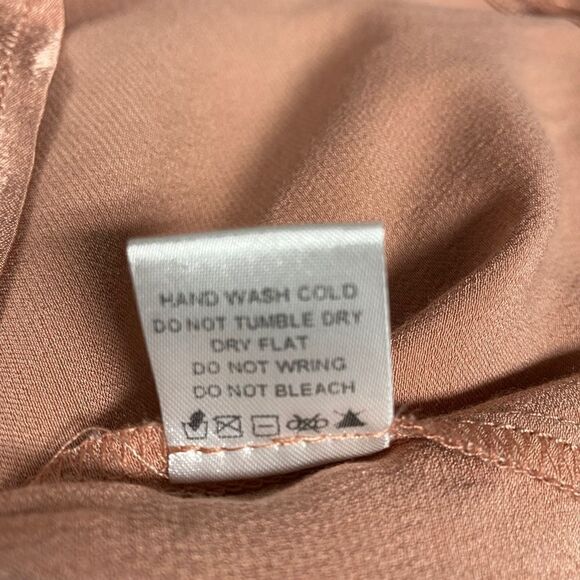 HAND WASH COLD
DO NOT TUMBLE DRY
DRY FLAT
DO NOT WRING
DO NOT BLEACH